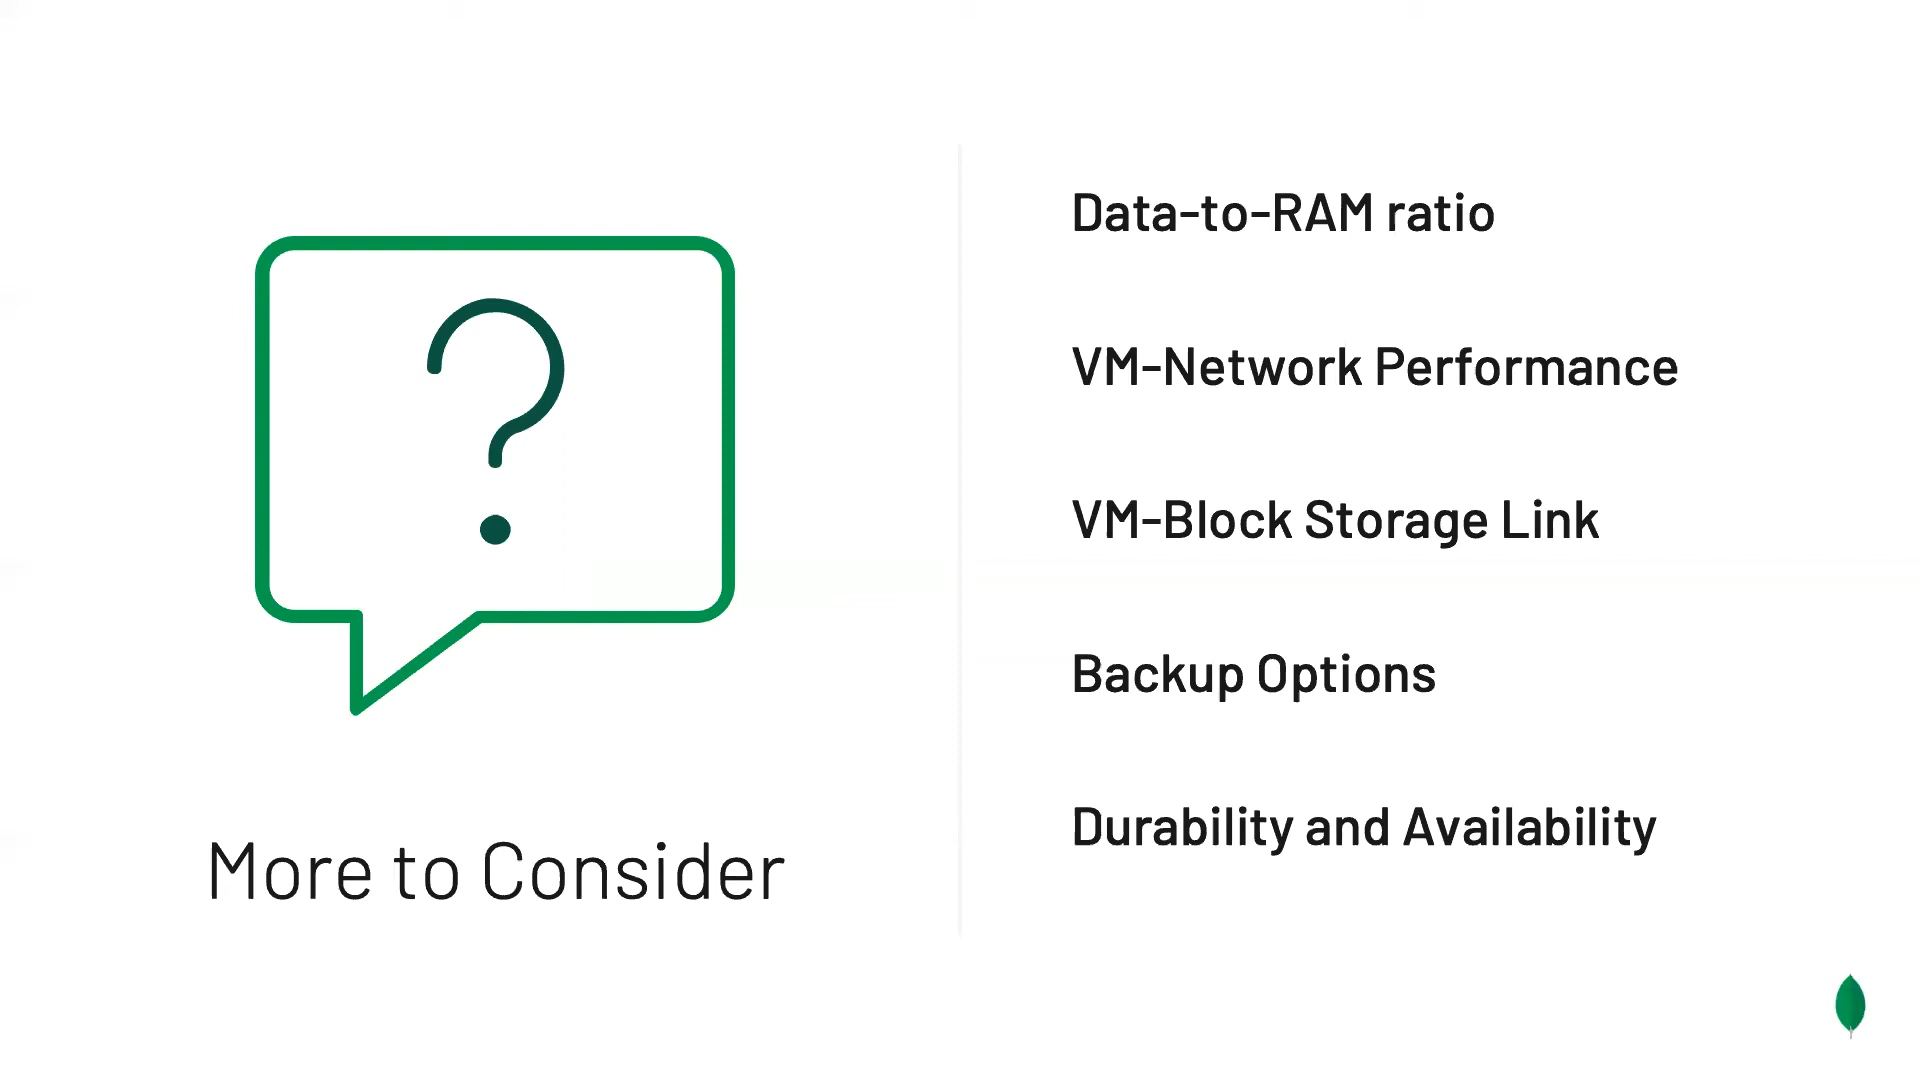 More to Consider
Data-to-RAM ratio
VM-Network Performance
VM-Block Storage Link
Backup Options
Durability and Availability